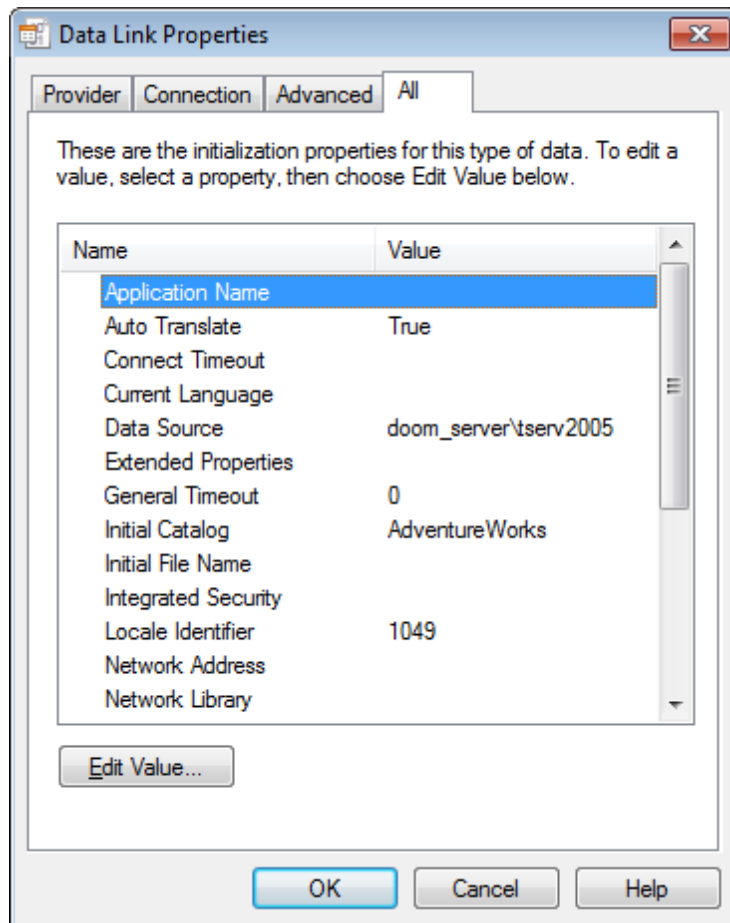 Data Link Properties
Provider Connection Advanced All
These are the initialization properties for this type of data. To edit a
value, select a property, then choose Edit Value below.
Name Value
Application Name
Auto Translate True
Connect Timeout
Current Language
Data Source doom_server\tserv2005
Extended Properties
General Timeout 0
Initial Catalog AdventureWorks
Initial File Name
Integrated Security
Locale Identifier 1049
Network Address
Network Library
Edit Value...
OK Cancel Help